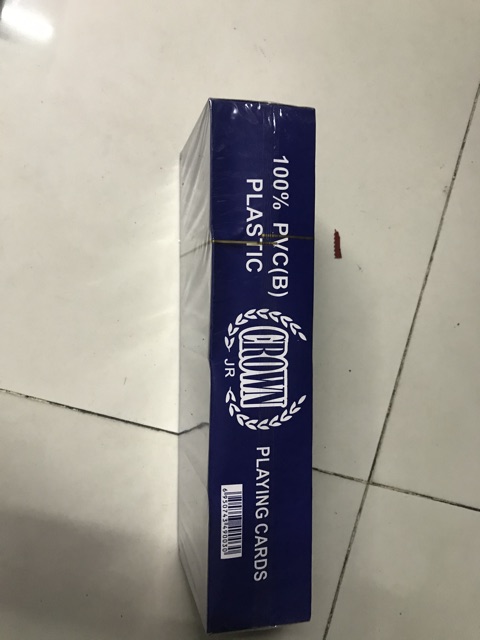 100% PVC(B)
PLASTIC
CROWN
JR
PLAYING CARDS